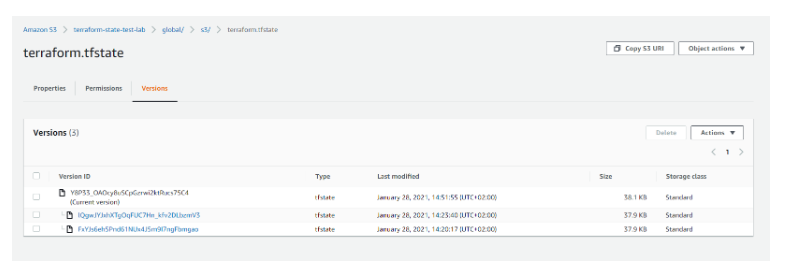 Amazon S3 > terraform-state-test-lab > global/ > s3/ > terraform.tfstate
terraform.tfstate
Copy S3 URI Object actions ▼
Properties Permissions Versions
Versions (3)
Delete Actions ▼
< 1 >
Version ID Type Last modified Size Storage class
tfstate January 28, 2021, 14:51:55 (UTC+02:00) 38.1 KB Standard
(Current version)
tfstate January 28, 2021, 14:23:40 (UTC+02:00) 37.9 KB Standard
tfstate January 28, 2021, 14:20:17 (UTC+02:00) 37.9 KB Standard